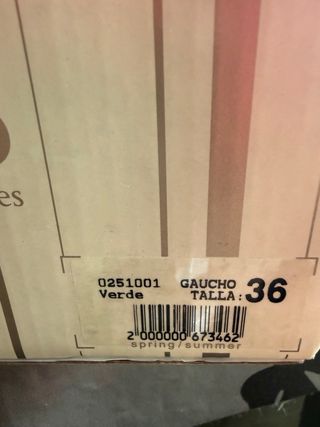 es
0251001 GAUCHO
Verde TALLA: 36
2 000000 673462
spring/summer